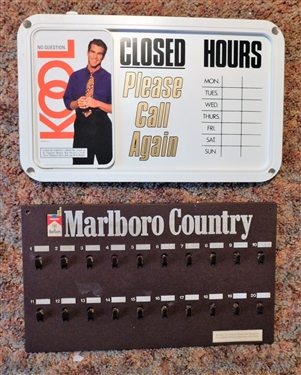 NO QUESTION.
KOOL
CLOSED
Please
Call
Again
HOURS
MON.
TUES.
WED.
THURS.
FRI.
SAT.
SUN
Marlboro Country
1 2 3 4 5 6 7 8 9 10
11 12 13 14 15 16 17 18 19 20